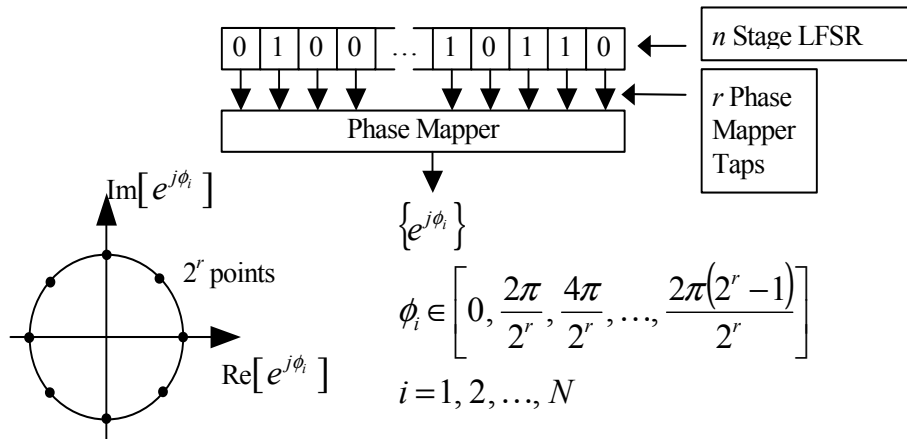 0 1 0 0 … 1 0 1 1 0
n Stage LFSR
r Phase
Mapper
Taps
Phase Mapper
{e^{jφ_i}}
Im[e^{jφ_i}]
2^r points
Re[e^{jφ_i}]
φ_i ∈ [0, 2π/2^r, 4π/2^r, …, 2π(2^r − 1)/2^r]
i = 1, 2, …, N